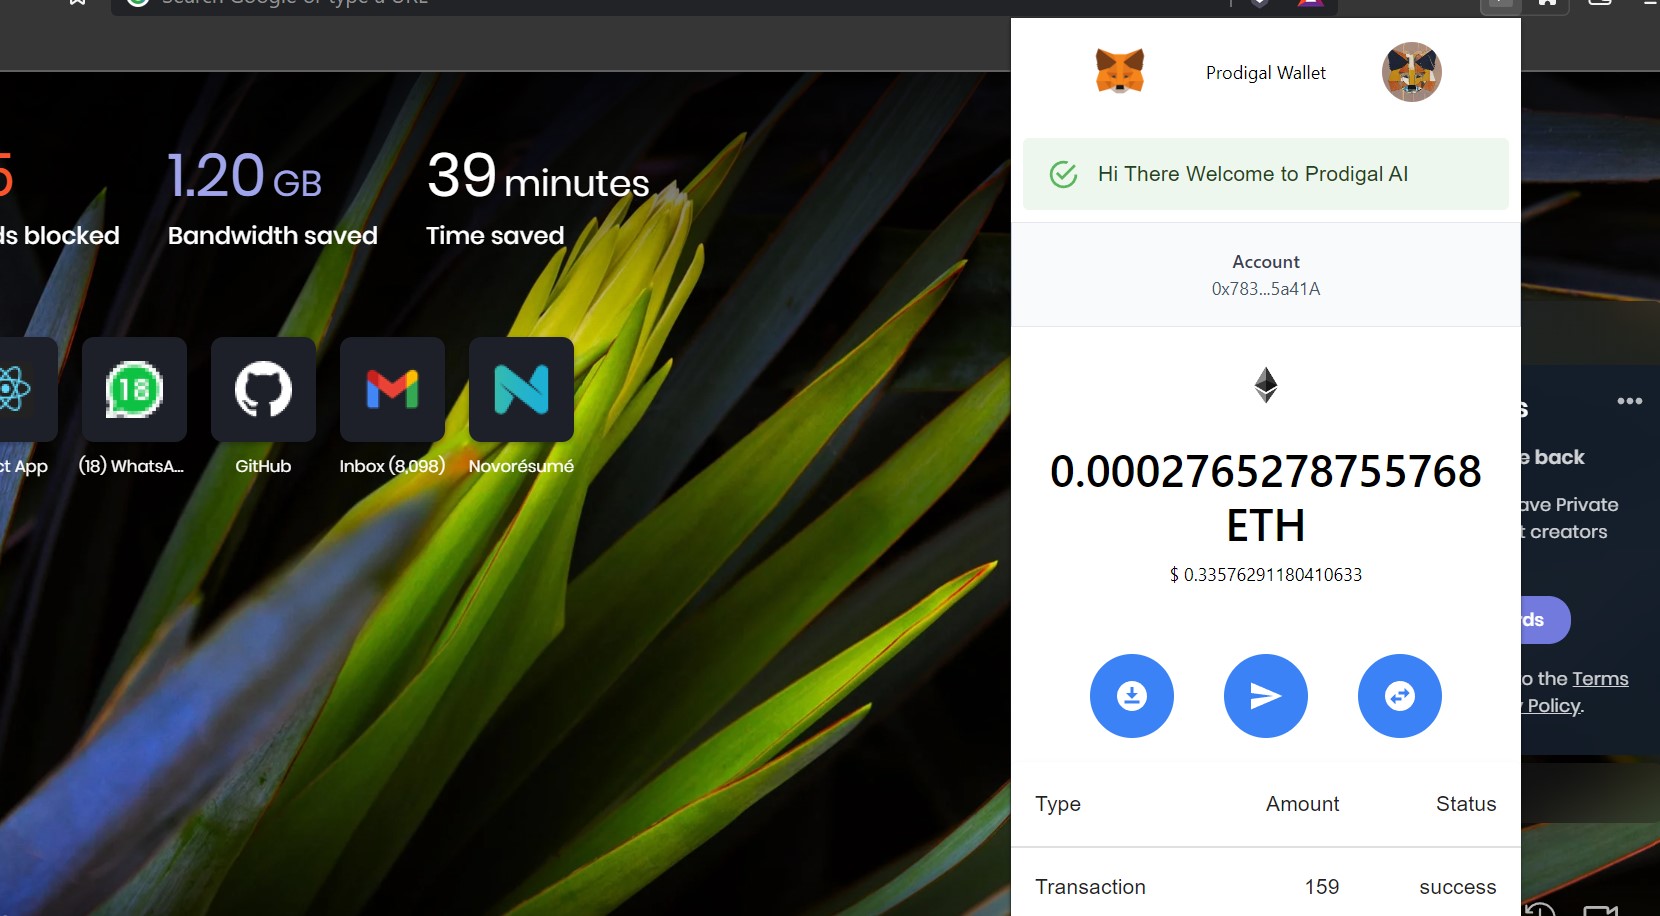 Search Google or type a URL
5
1.20 GB
39 minutes
ds blocked
Bandwidth saved
Time saved
18
ct App
(18) WhatsA...
GitHub
Inbox (8,098)
Novorésumé
Prodigal Wallet
Hi There Welcome to Prodigal AI
Account
0x783...5a41A
0.0002765278755768
ETH
$ 0.33576291180410633
Type
Amount
Status
Transaction
159
success
s
e back
ave Private
t creators
rds
o the Terms
y Policy.